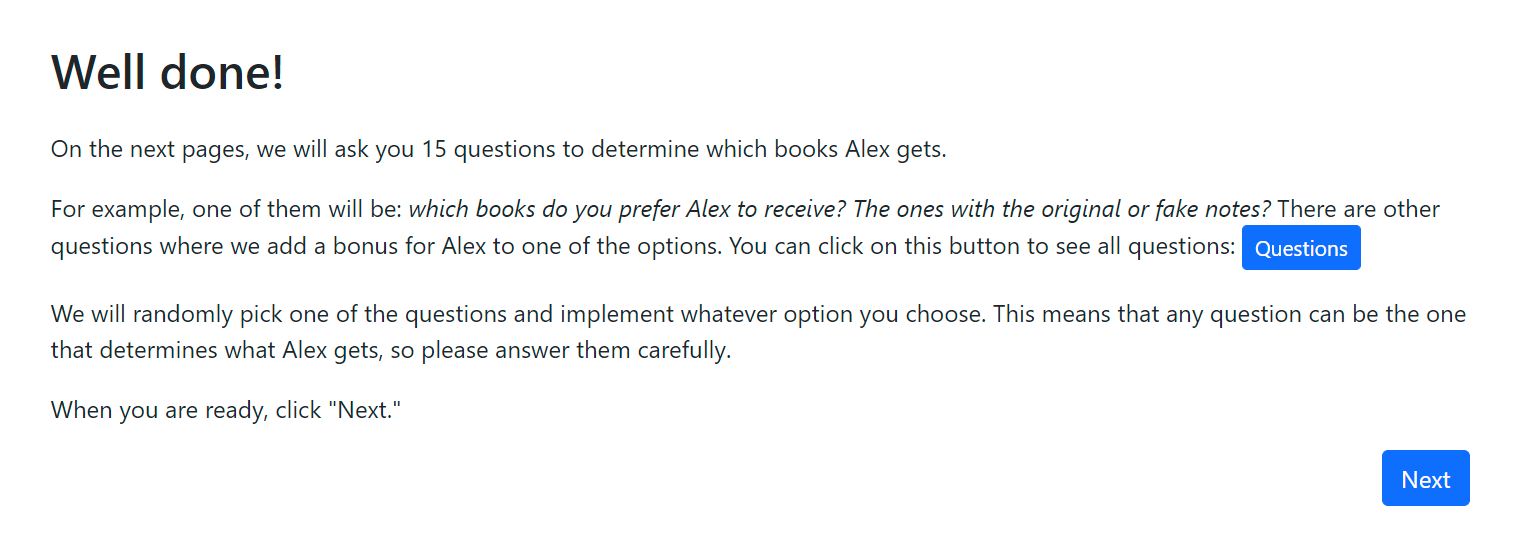 Well done!
On the next pages, we will ask you 15 questions to determine which books Alex gets.
For example, one of them will be: which books do you prefer Alex to receive? The ones with the original or fake notes? There are other
questions where we add a bonus for Alex to one of the options. You can click on this button to see all questions: Questions
We will randomly pick one of the questions and implement whatever option you choose. This means that any question can be the one
that determines what Alex gets, so please answer them carefully.
When you are ready, click "Next."
Next